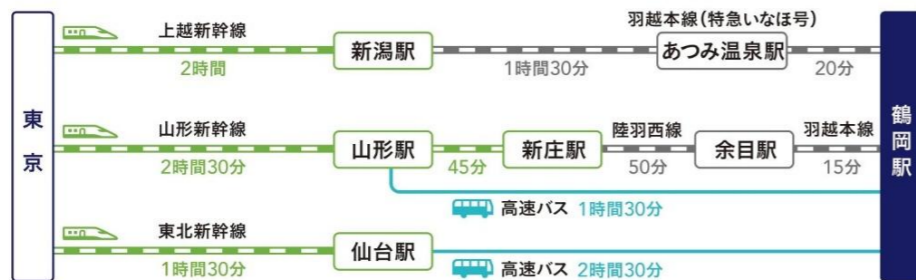 東京
上越新幹線
2時間
新潟駅
羽越本線(特急いなほ号)
1時間30分
あつみ温泉駅
20分
山形新幹線
2時間30分
山形駅
45分
新庄駅
陸羽西線
50分
余目駅
羽越本線
15分
高速バス 1時間30分
東北新幹線
1時間30分
仙台駅
高速バス 2時間30分
鶴岡駅